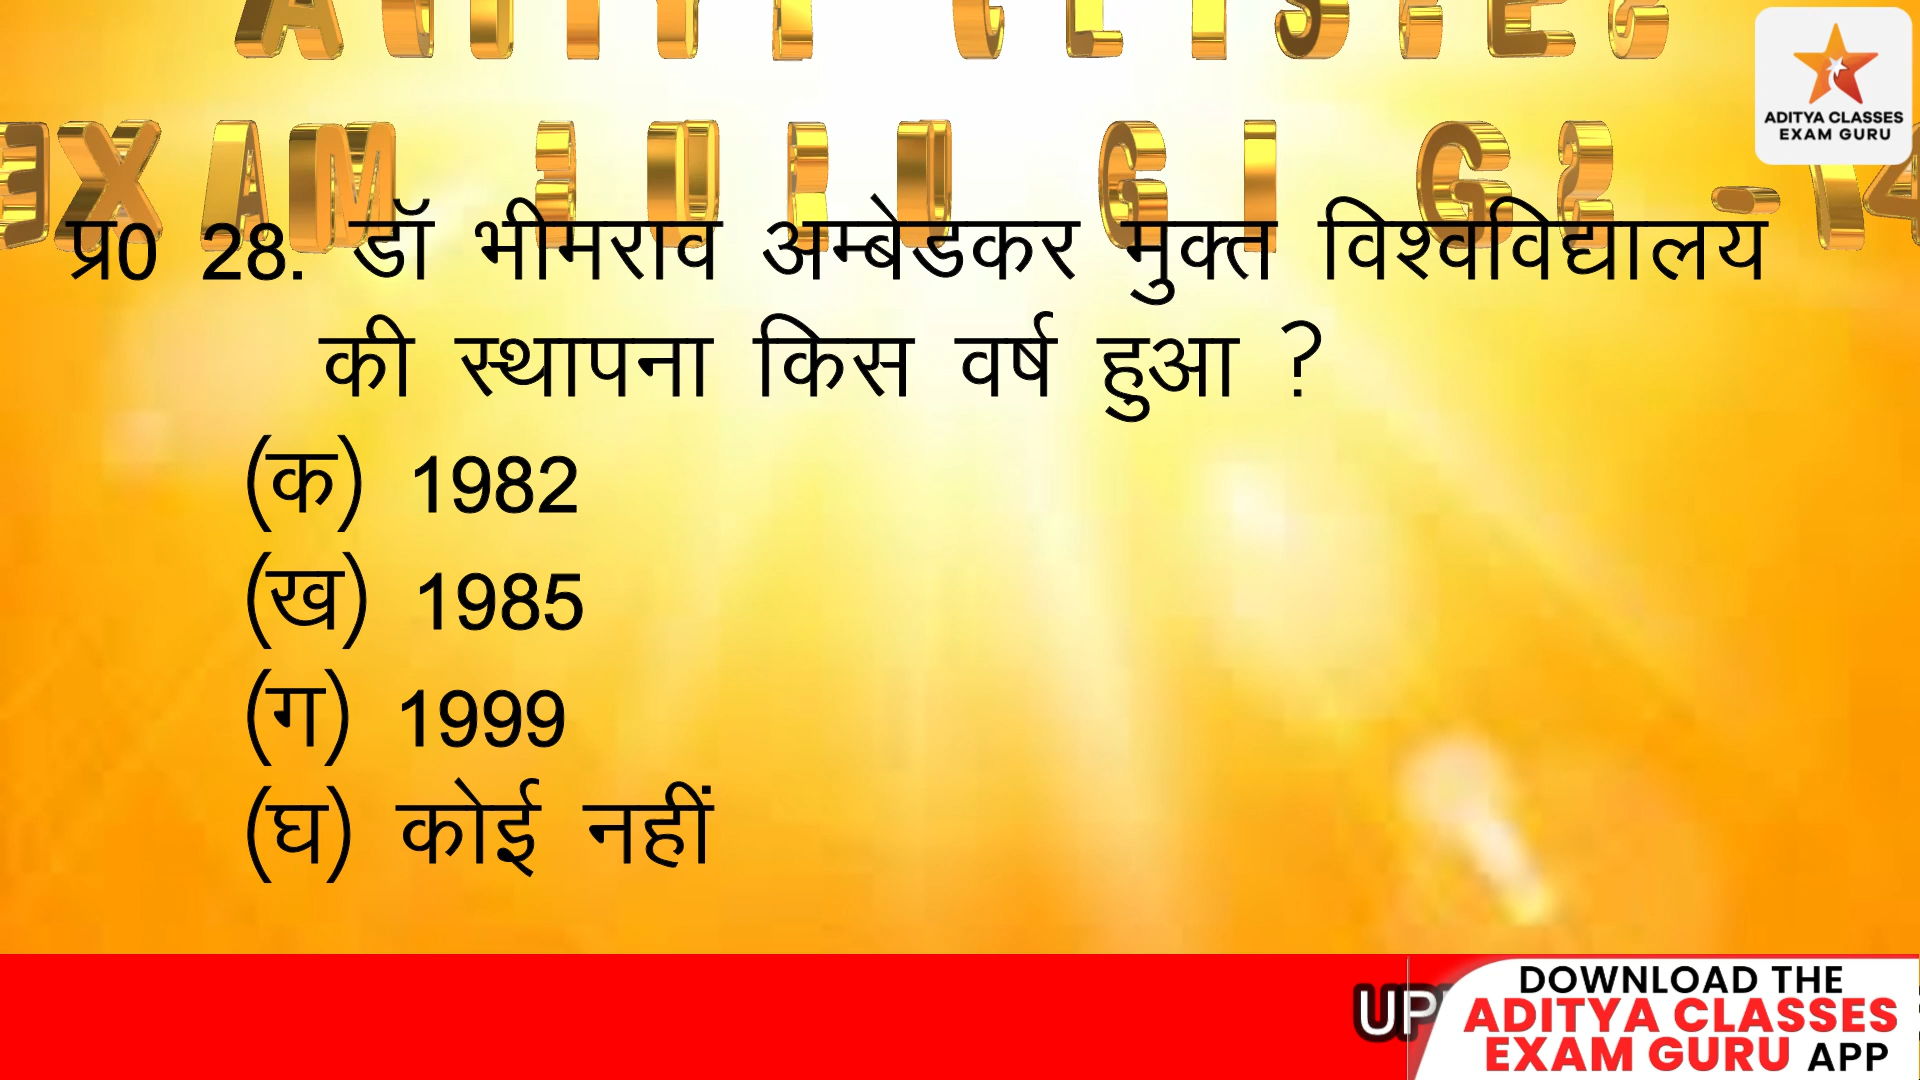 ADITYA CLASSES
EXAM GURU
प्र0 28. डॉ भीमराव अम्बेडकर मुक्त विश्वविद्यालय
की स्थापना किस वर्ष हुआ ?
(क) 1982
(ख) 1985
(ग) 1999
(घ) कोई नहीं
UP
DOWNLOAD THE
ADITYA CLASSES
EXAM GURU APP